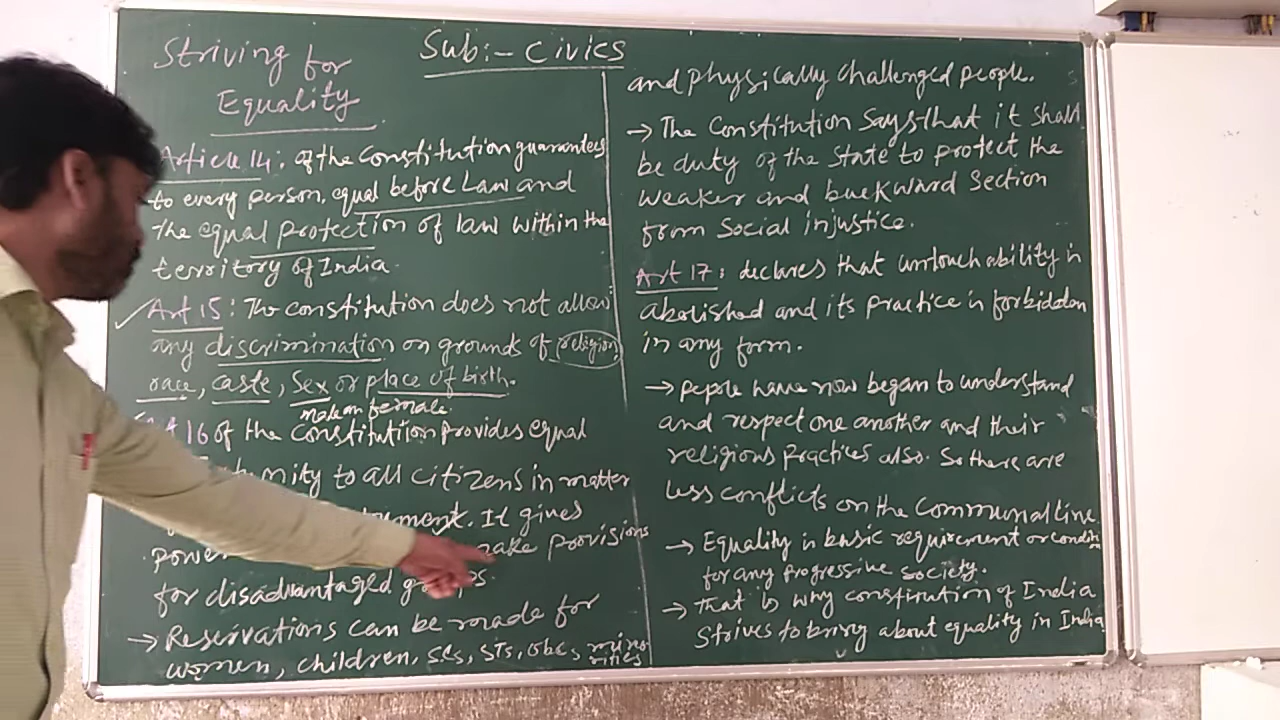 Sub:- Civics
Striving for
Equality
Article 14: of the Constitution guarantees
to every person, equal before Law and
the equal protection of law within the
territory of India.
Art 15: The constitution does not allow
any discrimination on grounds of religion,
race, caste, Sex or place of birth.
male or female.
16 of the Constitution provides equal
to all citizens in matter
It gives
power make provisions
for disadvantaged
→ Reservations can be made for
women, children, SCs, STs, obcs, minorities
and physically challenged people.
→ The Constitution says that it shall
be duty of the State to protect the
weaker and backward Section
from Social injustice.
Art 17: declares that untouchability is
abolished and its practice is forbidden
in any form.
→ people have now began to understand
and respect one another and their
religious practices also. So there are
less conflicts on the Communal line.
→ Equality is basic requirement or condition
for any progressive society.
→ that is why constitution of India
Strives to bring about equality in India